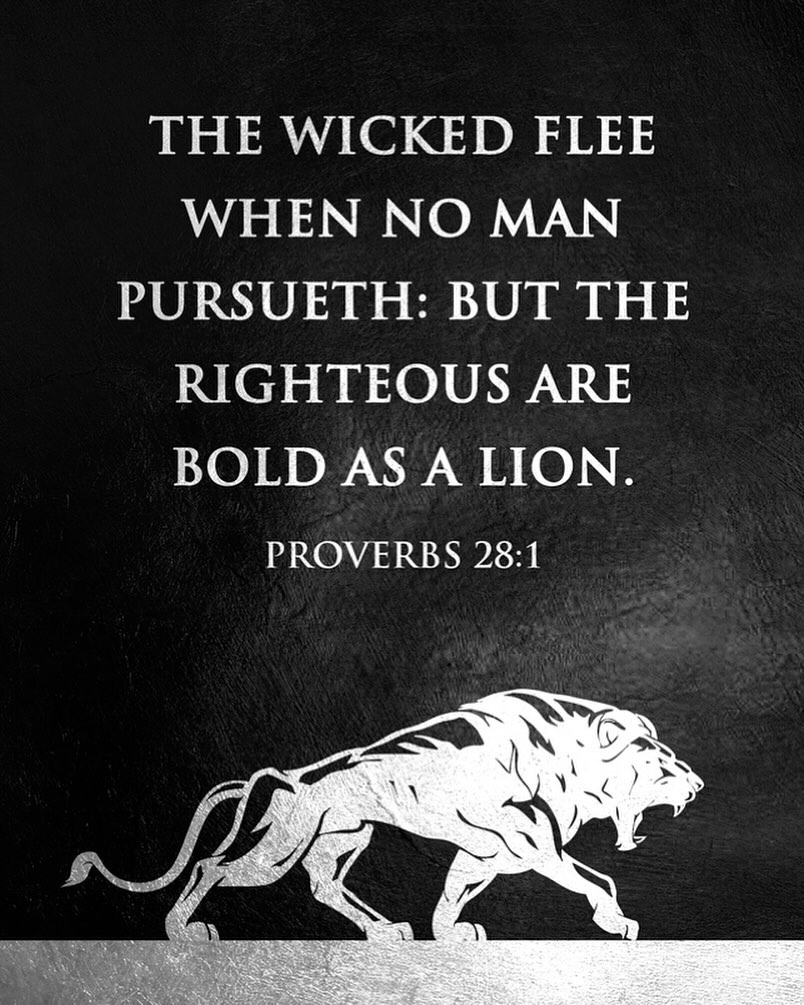 THE WICKED FLEE
WHEN NO MAN
PURSUETH: BUT THE
RIGHTEOUS ARE
BOLD AS A LION.
PROVERBS 28:1